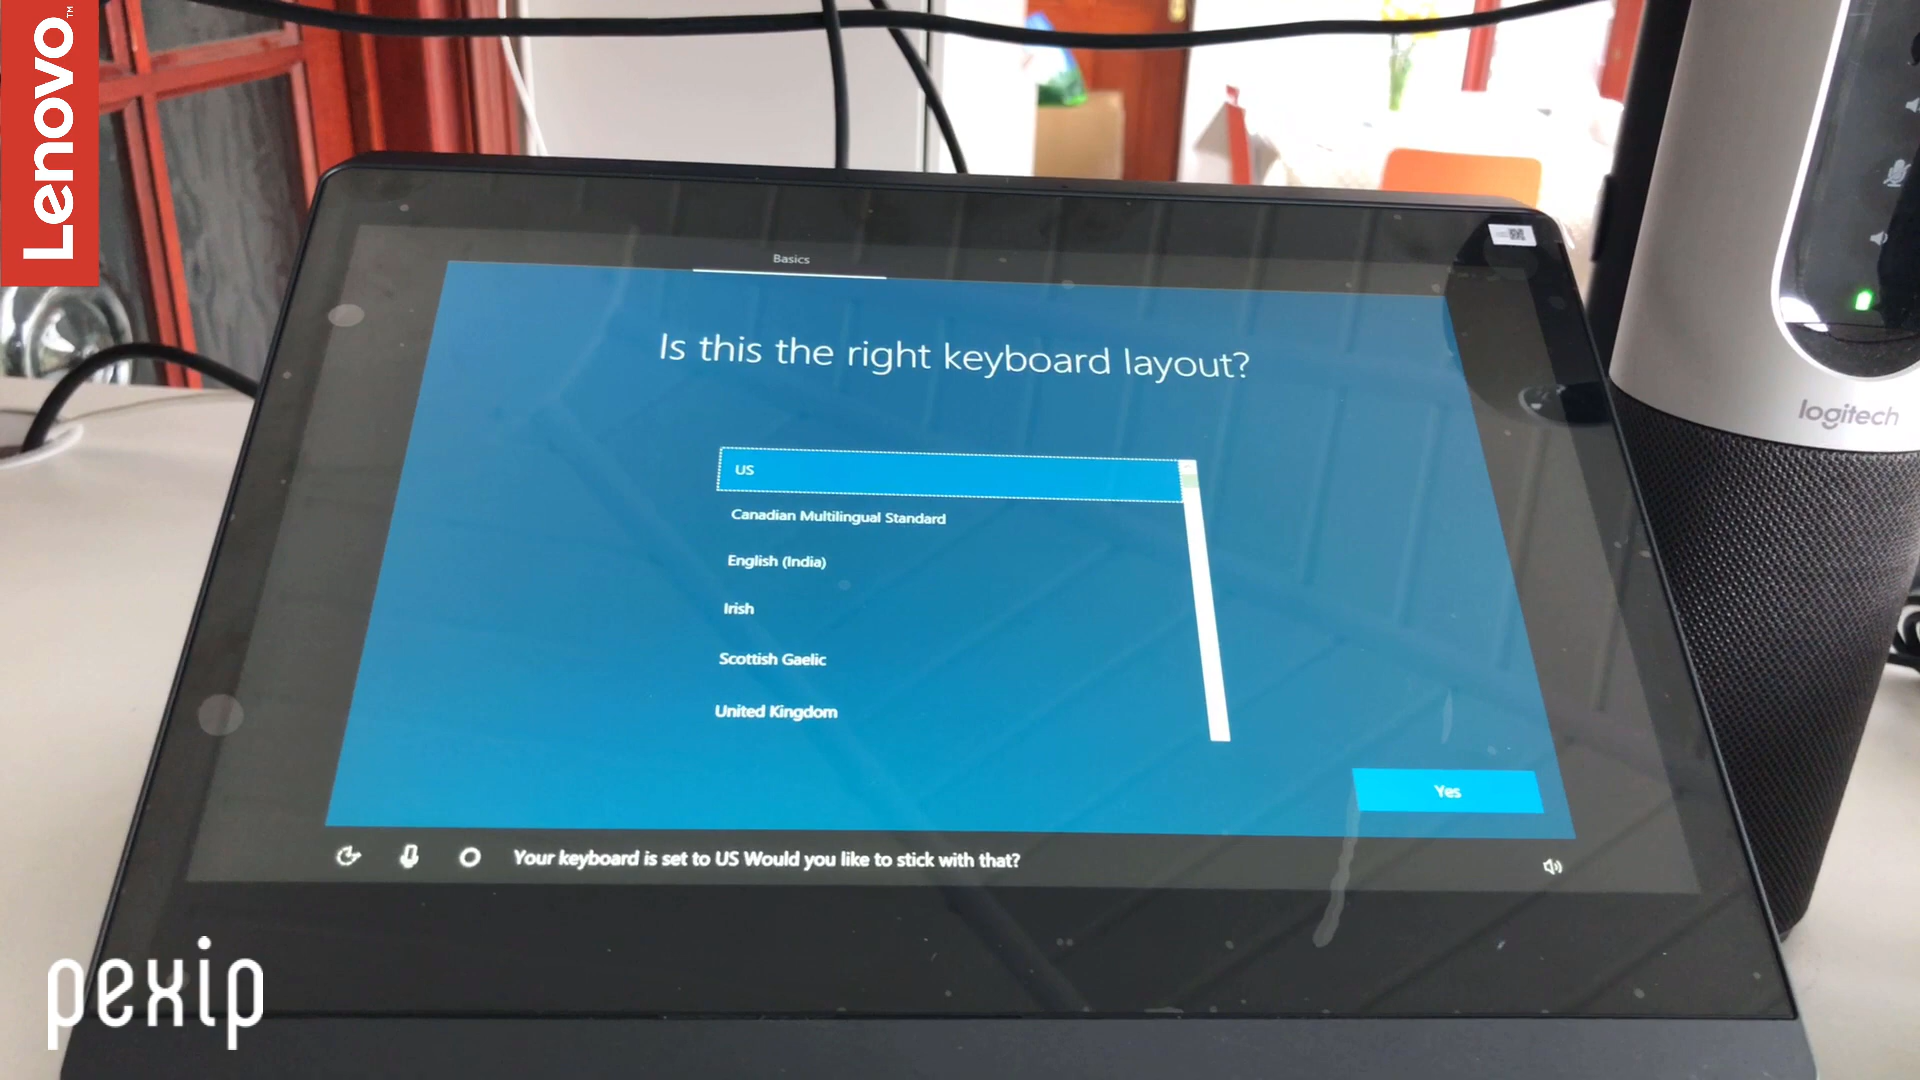 Lenovo™
Basics
Is this the right keyboard layout?
US
Canadian Multilingual Standard
English (India)
Irish
Scottish Gaelic
United Kingdom
Yes
Your keyboard is set to US Would you like to stick with that?
logitech
pexip